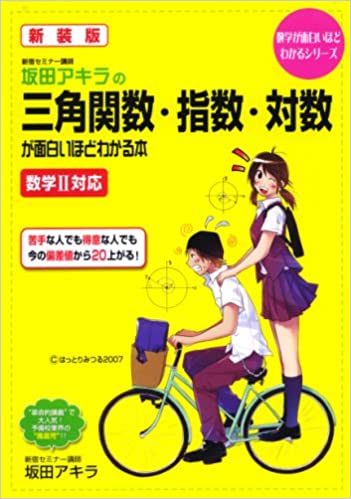 新装版
数学が面白いほど
わかるシリーズ
新宿セミナー講師
坂田アキラの
三角関数・指数・対数
が面白いほどわかる本
数学Ⅱ対応
苦手な人でも得意な人でも
今の偏差値から20上がる!
©はっとりみつる2007
"革命的講義"で
大人気!
予備校業界の
"風雲児"!!
新宿セミナー講師
坂田アキラ